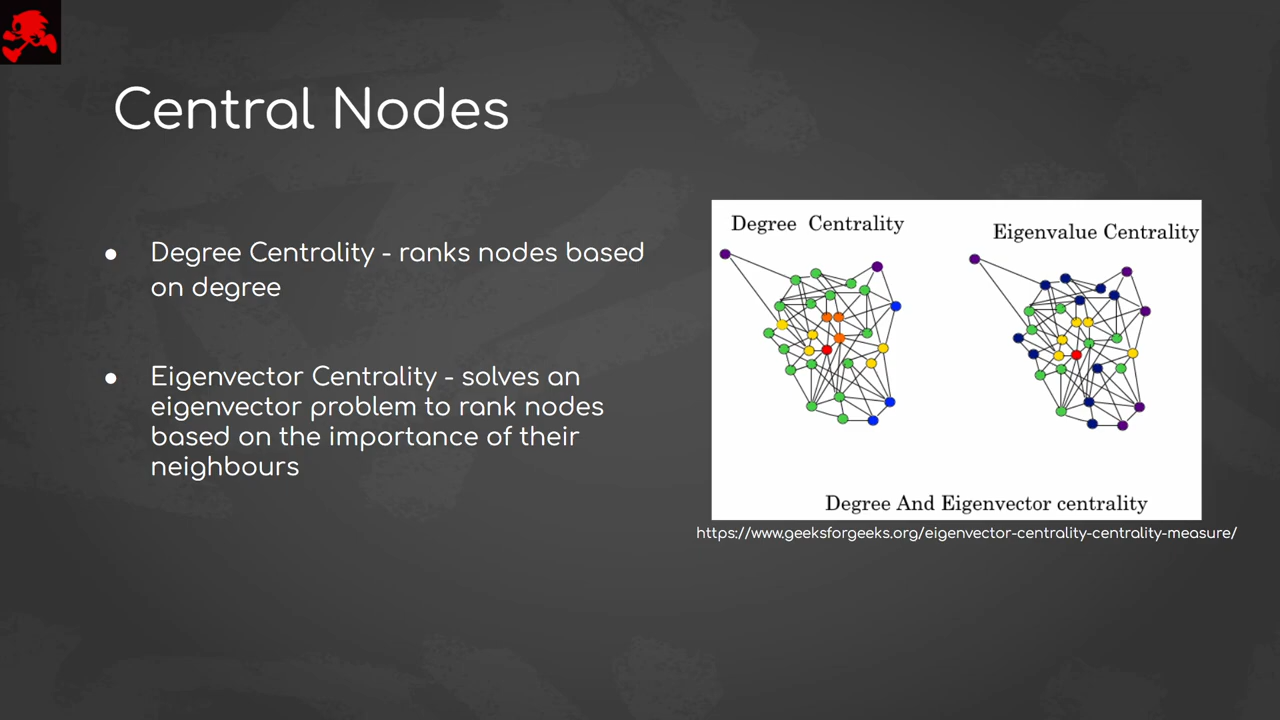 Central Nodes
● Degree Centrality - ranks nodes based
on degree
● Eigenvector Centrality - solves an
eigenvector problem to rank nodes
based on the importance of their
neighbours
Degree Centrality
Eigenvalue Centrality
Degree And Eigenvector centrality
https://www.geeksforgeeks.org/eigenvector-centrality-centrality-measure/